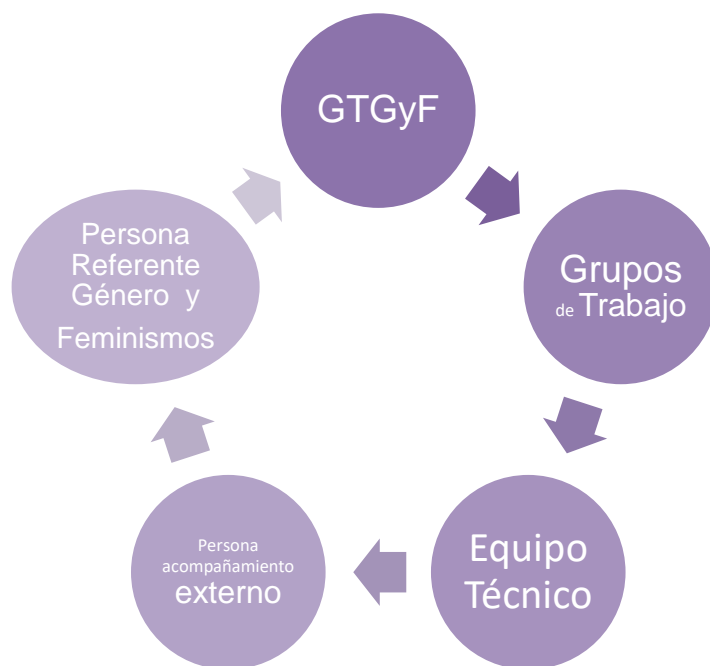 GTGyF
Grupos
de Trabajo
Equipo
Técnico
Persona
acompañamiento
externo
Persona
Referente
Género y
Feminismos